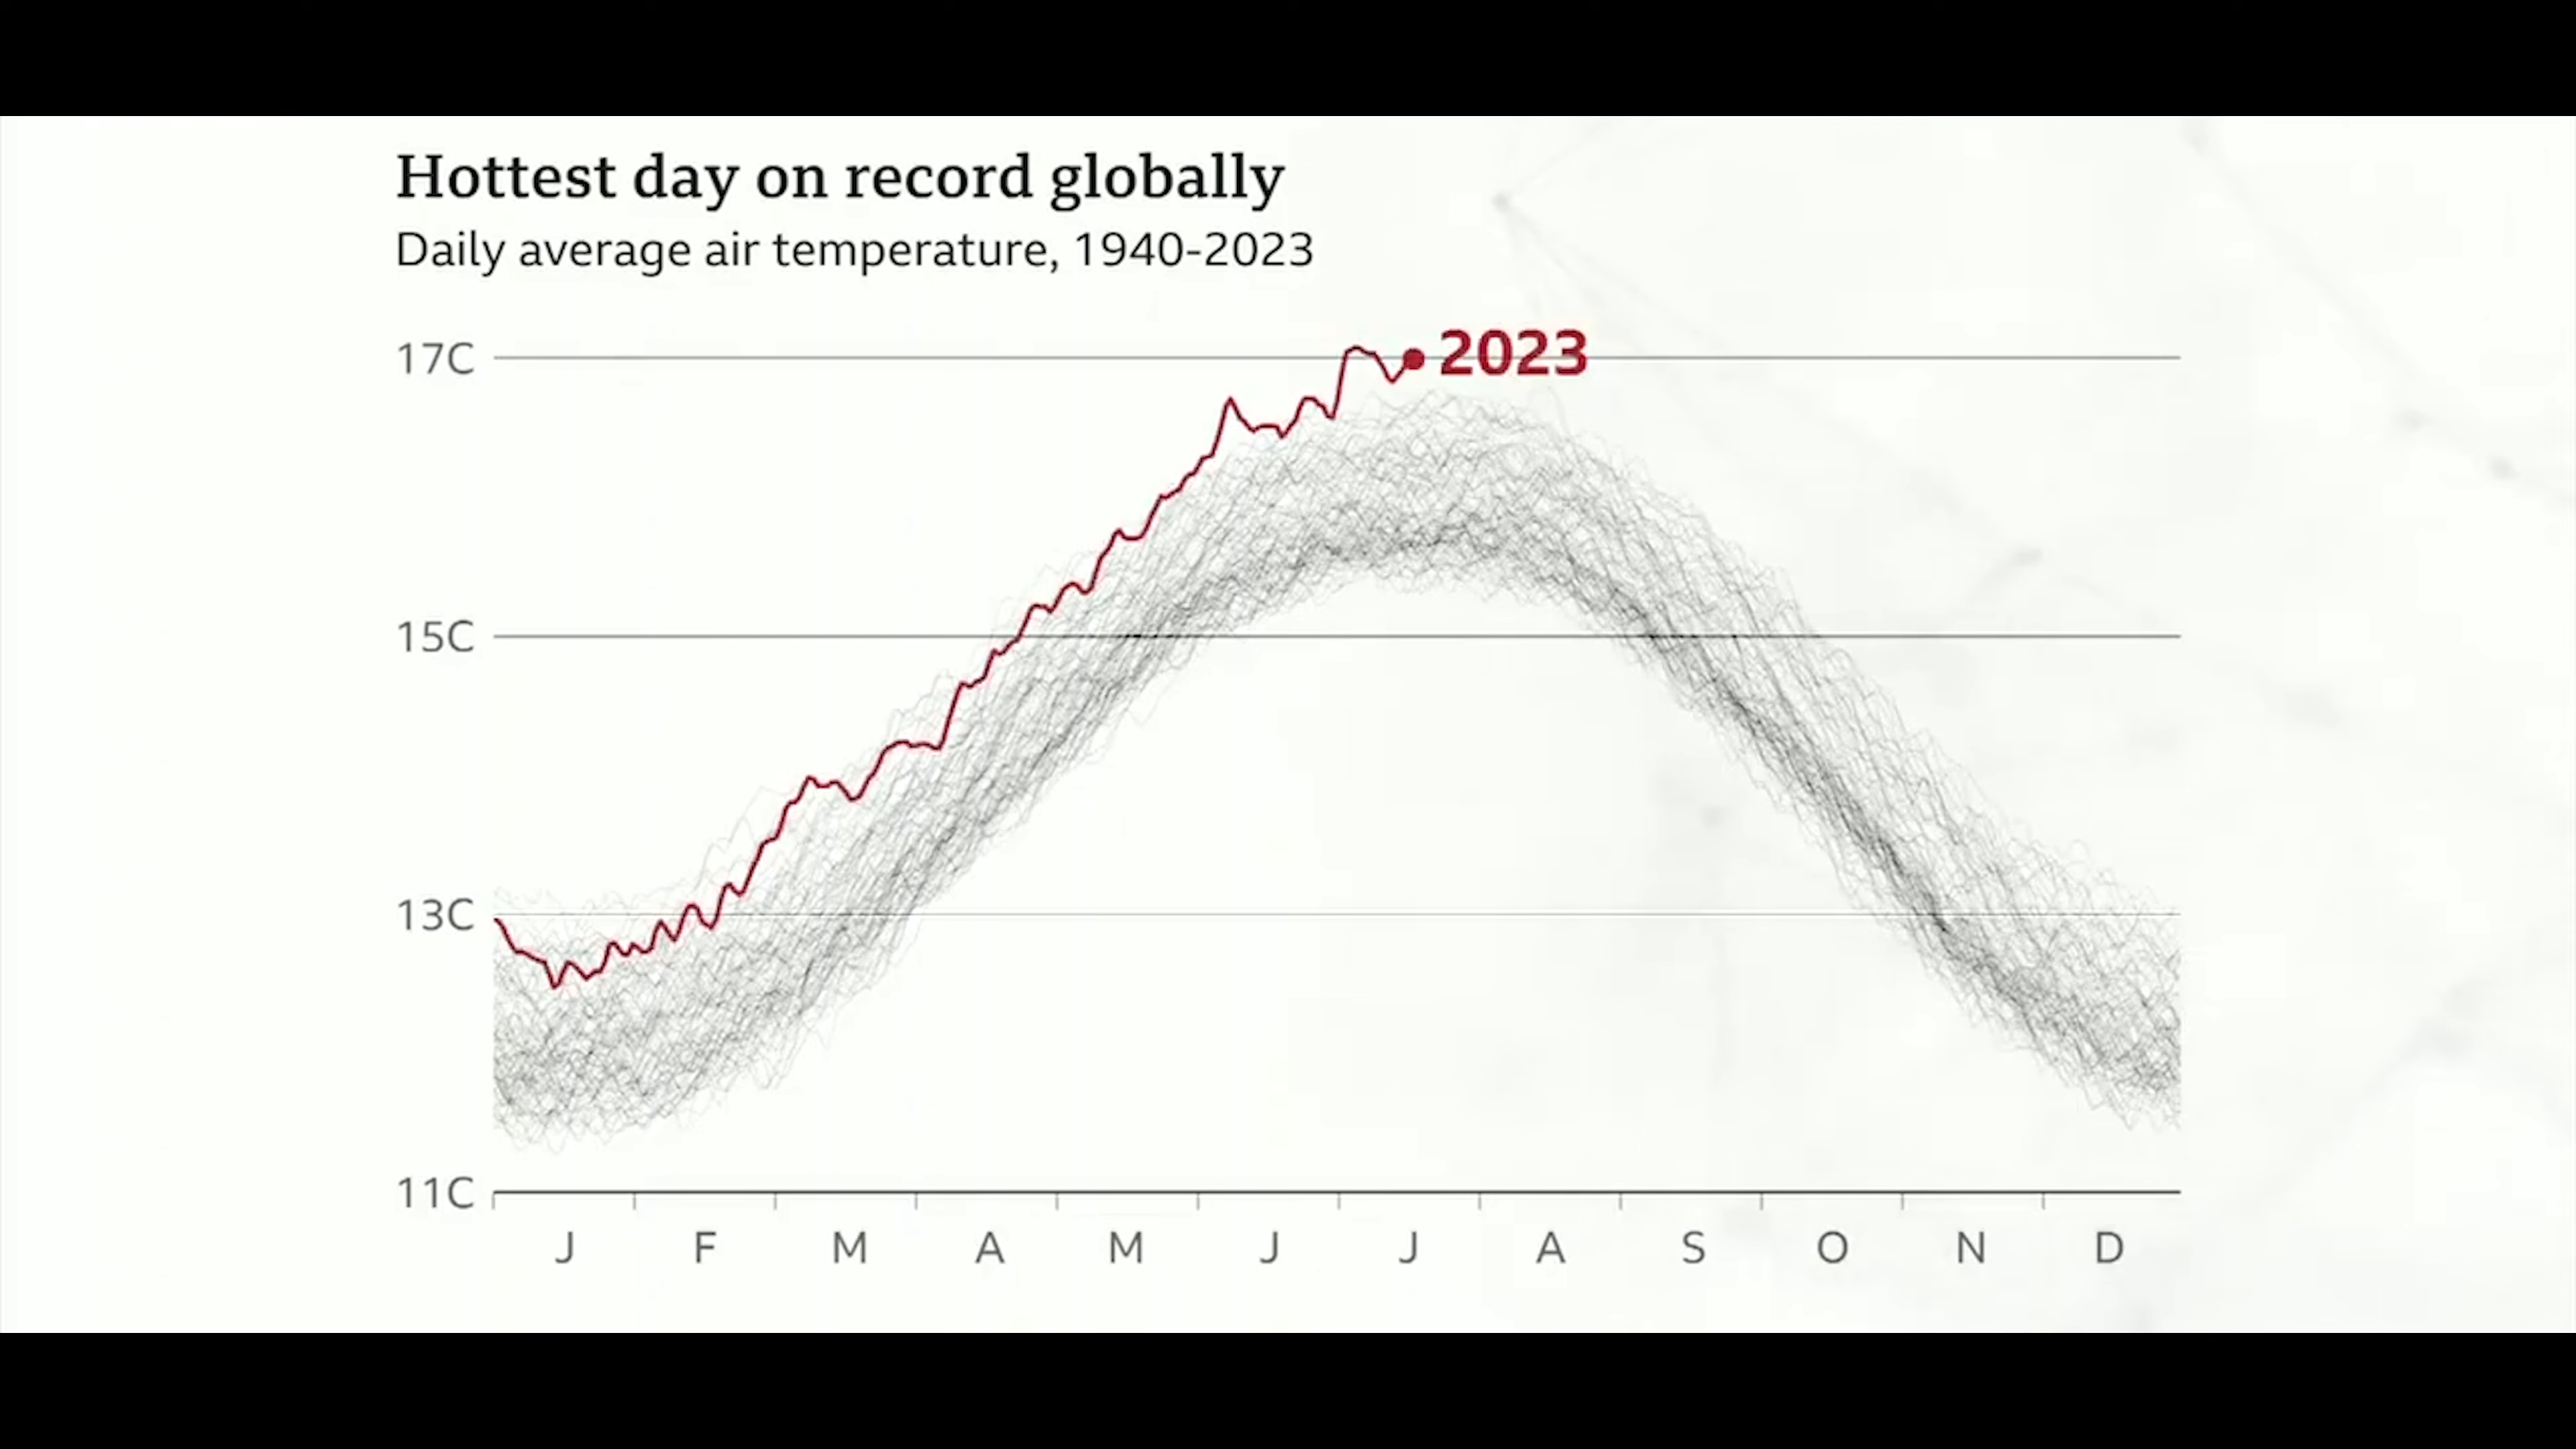 Hottest day on record globally
Daily average air temperature, 1940-2023
17C
2023
15C
13C
11C
J F M A M J J A S O N D